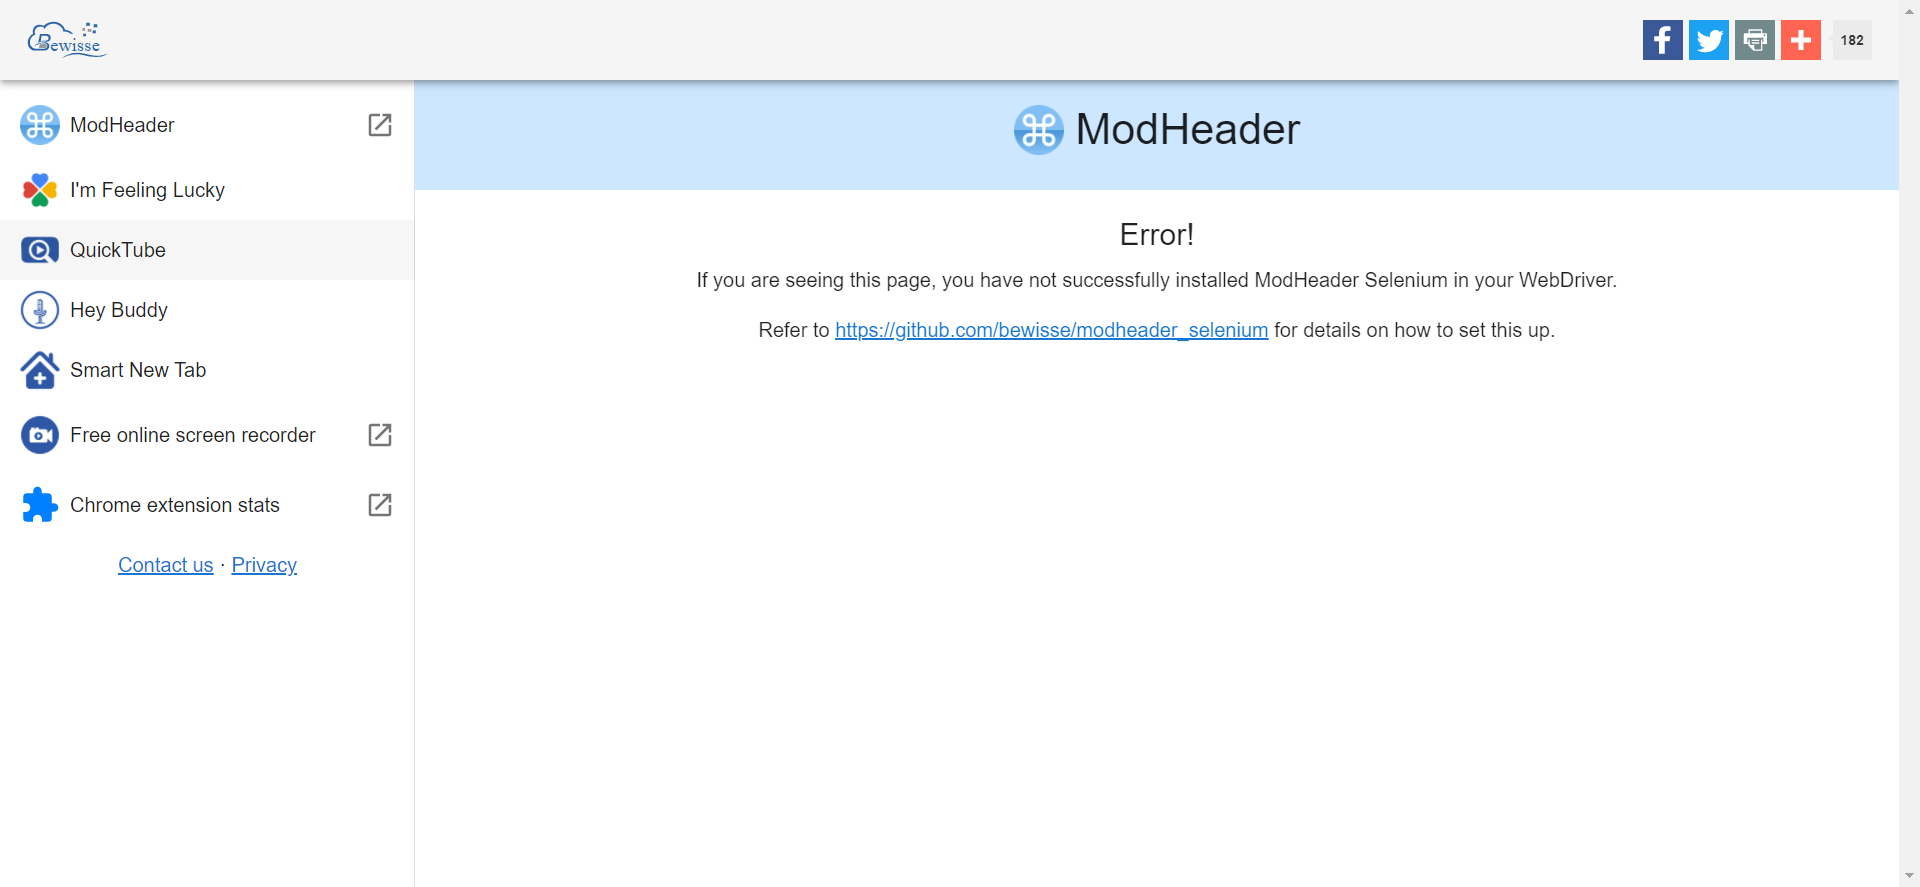 Bewisse
182
ModHeader
I'm Feeling Lucky
QuickTube
Hey Buddy
Smart New Tab
Free online screen recorder
Chrome extension stats
Contact us · Privacy
ModHeader
Error!
If you are seeing this page, you have not successfully installed ModHeader Selenium in your WebDriver.
Refer to https://github.com/bewisse/modheader_selenium for details on how to set this up.